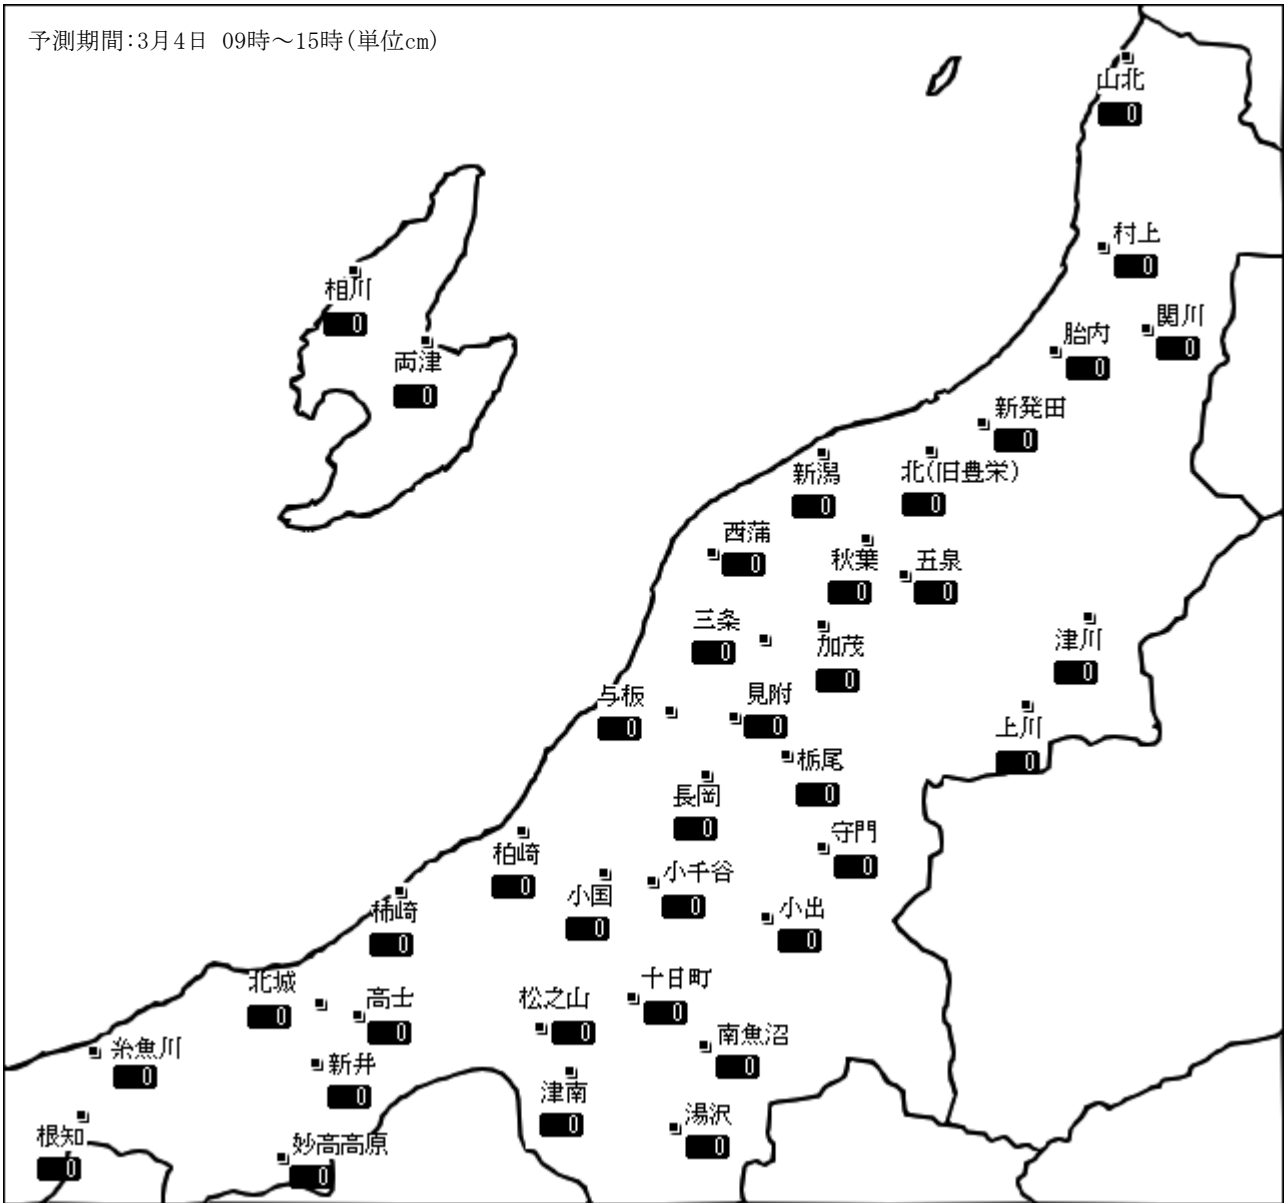 予測期間:3月4日 09時～15時(単位cm)
山北
0
村上
0
相川
0
関川
0
胎内
0
両津
0
新発田
0
新潟
0
北(旧豊栄)
0
西蒲
0
秋葉
0
五泉
0
三条
0
加茂
0
津川
0
与板
0
見附
0
上川
0
栃尾
0
長岡
0
守門
0
柏崎
0
小国
0
小千谷
0
小出
0
柿崎
0
北城
0
高士
0
松之山
0
十日町
0
南魚沼
0
糸魚川
0
新井
0
津南
0
湯沢
0
根知
0
妙高高原
0